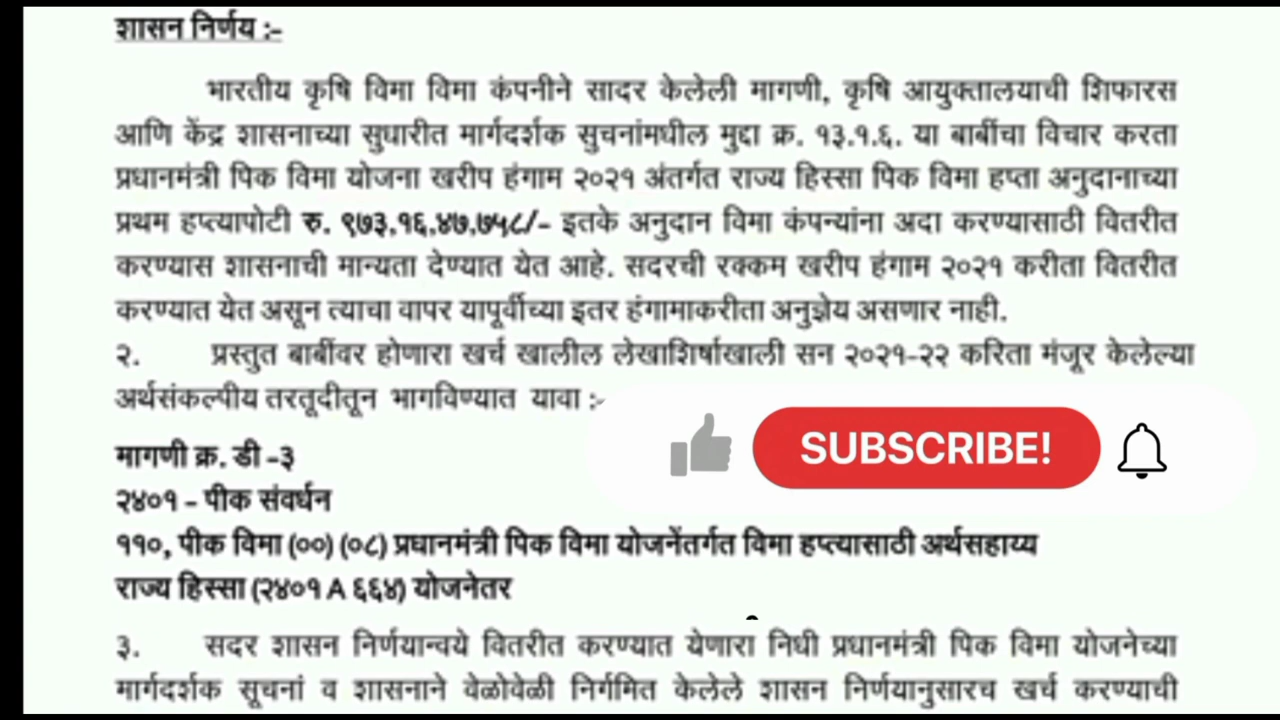 शासन निर्णय :-
भारतीय कृषि विमा विमा कंपनीने सादर केलेली मागणी, कृषि आयुक्तालयाची शिफारस
आणि केंद्र शासनाच्या सुधारीत मार्गदर्शक सुचनांमधील मुद्दा क्र. १३.१.६. या बाबींचा विचार करता
प्रधानमंत्री पिक विमा योजना खरीप हंगाम २०२१ अंतर्गत राज्य हिस्सा पिक विमा हप्ता अनुदानाच्या
प्रथम हप्त्यापोटी रु. ९७३,१६,४७,७५८/- इतके अनुदान विमा कंपन्यांना अदा करण्यासाठी वितरीत
करण्यास शासनाची मान्यता देण्यात येत आहे. सदरची रक्कम खरीप हंगाम २०२१ करीता वितरीत
करण्यात येत असून त्याचा वापर यापूर्वीच्या इतर हंगामाकरीता अनुज्ञेय असणार नाही.
२. प्रस्तुत बाबींवर होणारा खर्च खालील लेखाशिर्षाखाली सन २०२१-२२ करिता मंजूर केलेल्या
अर्थसंकल्पीय तरतूदीतून भागविण्यात यावा :-
SUBSCRIBE!
मागणी क्र. डी -३
२४०१ - पीक संवर्धन
११०, पीक विमा (००) (०८) प्रधानमंत्री पिक विमा योजनेंतर्गत विमा हप्त्यासाठी अर्थसहाय्य
राज्य हिस्सा (२४०१ A ६६४) योजनेतर
३. सदर शासन निर्णयान्वये वितरीत करण्यात येणारा निधी प्रधानमंत्री पिक विमा योजनेच्या
मार्गदर्शक सूचनां व शासनाने वेळोवेळी निर्गमित केलेले शासन निर्णयानुसारच खर्च करण्याची